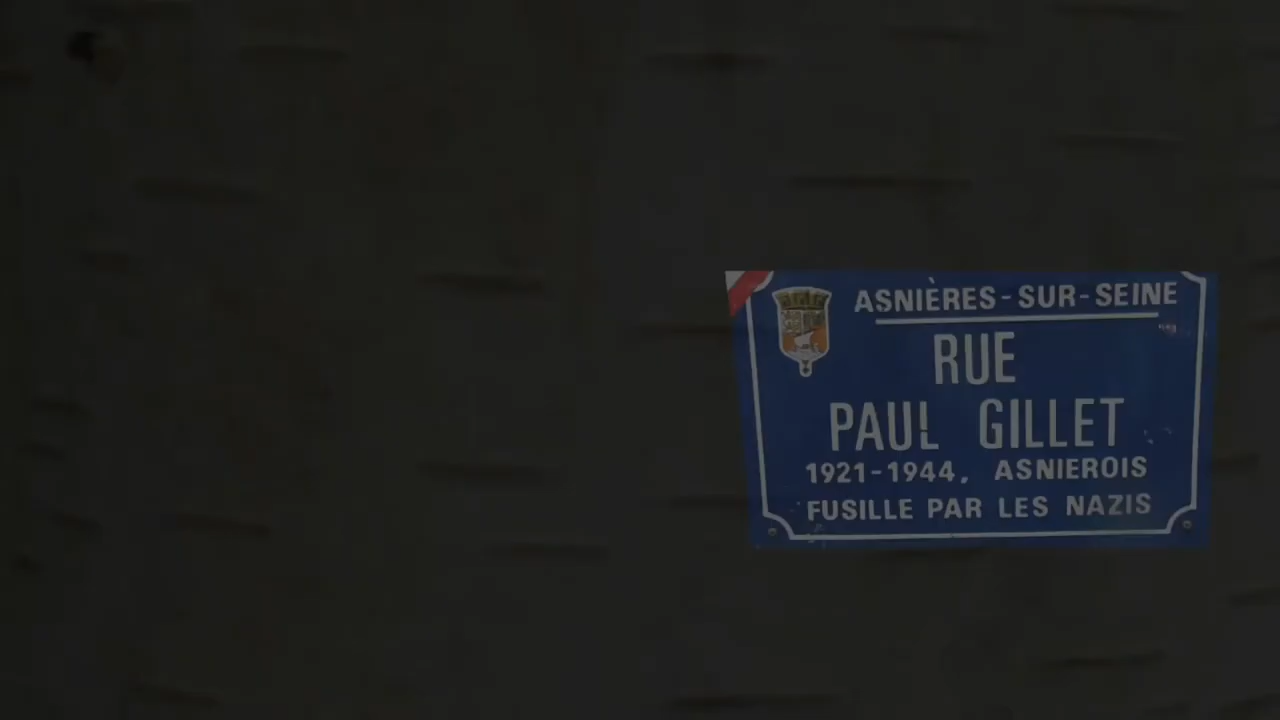 ASNIÈRES-SUR-SEINE
RUE
PAUL GILLET
1921-1944, ASNIEROIS
FUSILLE PAR LES NAZIS